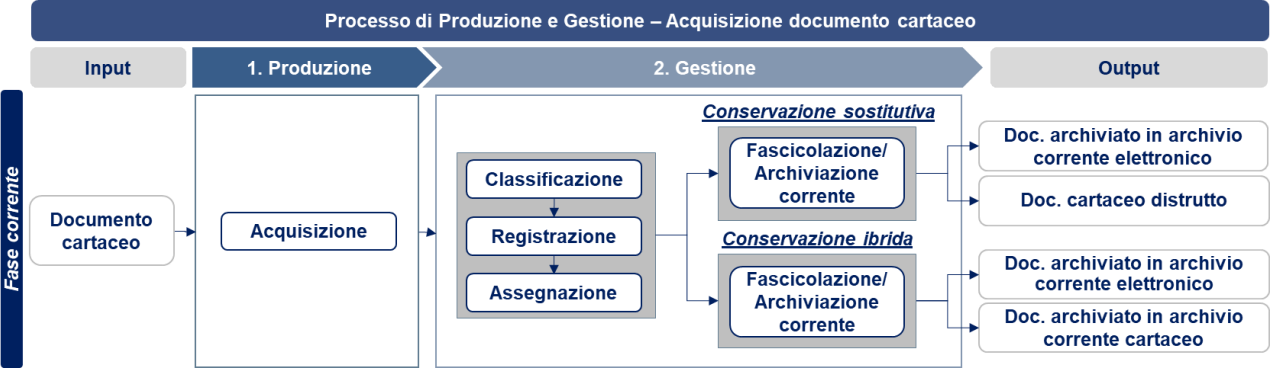 Processo di Produzione e Gestione – Acquisizione documento cartaceo
Input
1. Produzione
2. Gestione
Output
Fase corrente
Documento
cartaceo
Acquisizione
Classificazione
Registrazione
Assegnazione
Conservazione sostitutiva
Fascicolazione/
Archiviazione
corrente
Conservazione ibrida
Fascicolazione/
Archiviazione
corrente
Doc. archiviato in archivio
corrente elettronico
Doc. cartaceo distrutto
Doc. archiviato in archivio
corrente elettronico
Doc. archiviato in archivio
corrente cartaceo